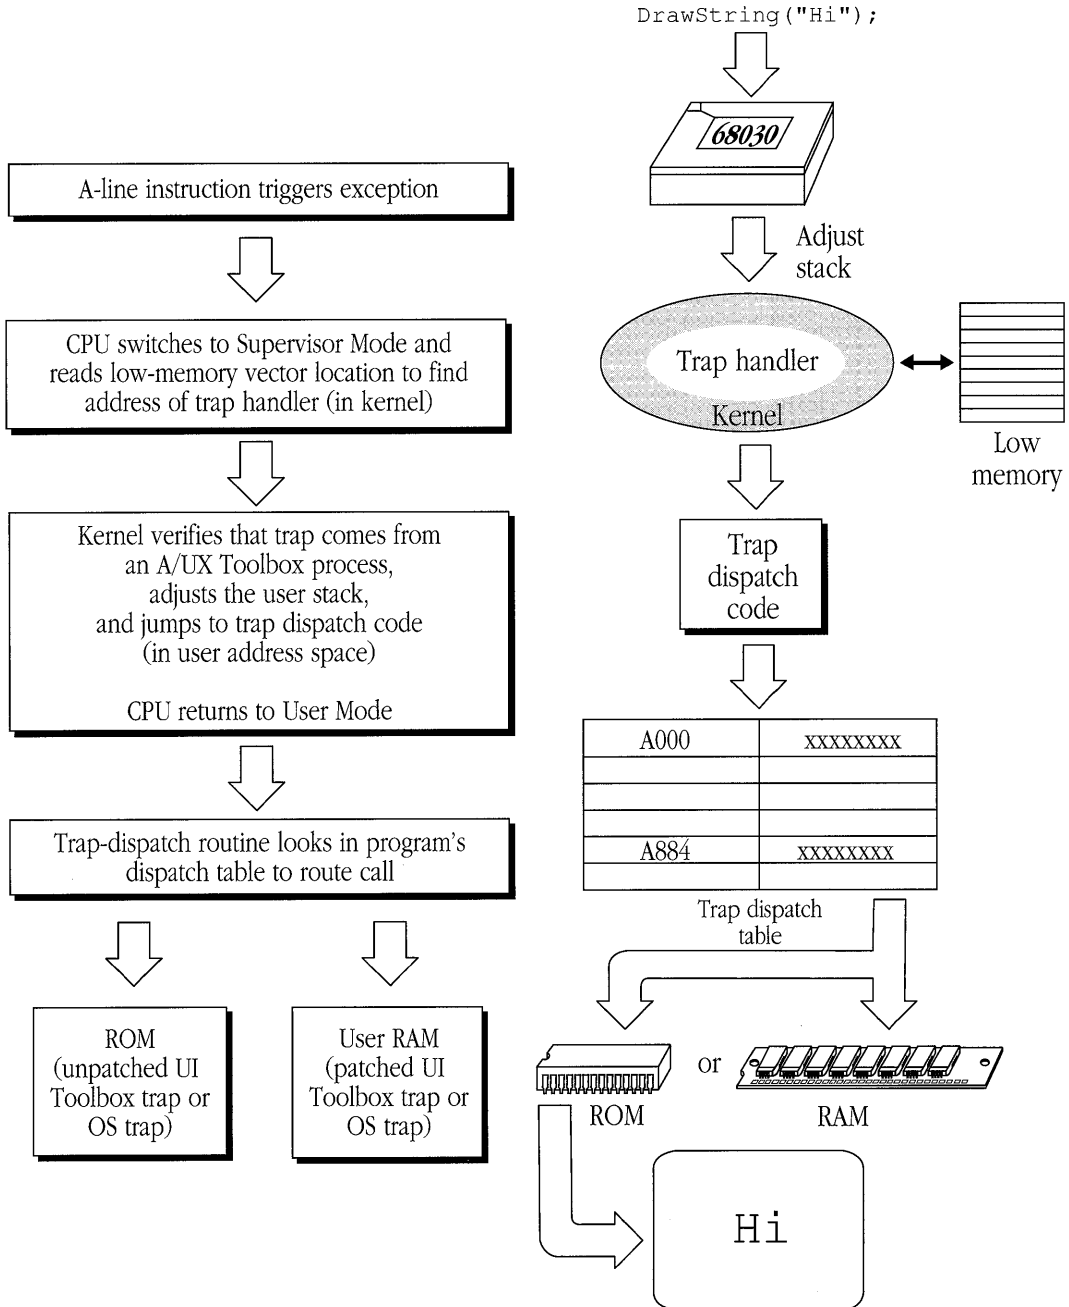 DrawString("Hi");
68030
Adjust
stack
Trap handler
Kernel
Low
memory
Trap
dispatch
code
A000 xxxxxxxx
A884 xxxxxxxx
Trap dispatch
table
ROM
or
RAM
Hi
A-line instruction triggers exception
CPU switches to Supervisor Mode and
reads low-memory vector location to find
address of trap handler (in kernel)
Kernel verifies that trap comes from
an A/UX Toolbox process,
adjusts the user stack,
and jumps to trap dispatch code
(in user address space)
CPU returns to User Mode
Trap-dispatch routine looks in program's
dispatch table to route call
ROM
(unpatched UI
Toolbox trap or
OS trap)
User RAM
(patched UI
Toolbox trap or
OS trap)